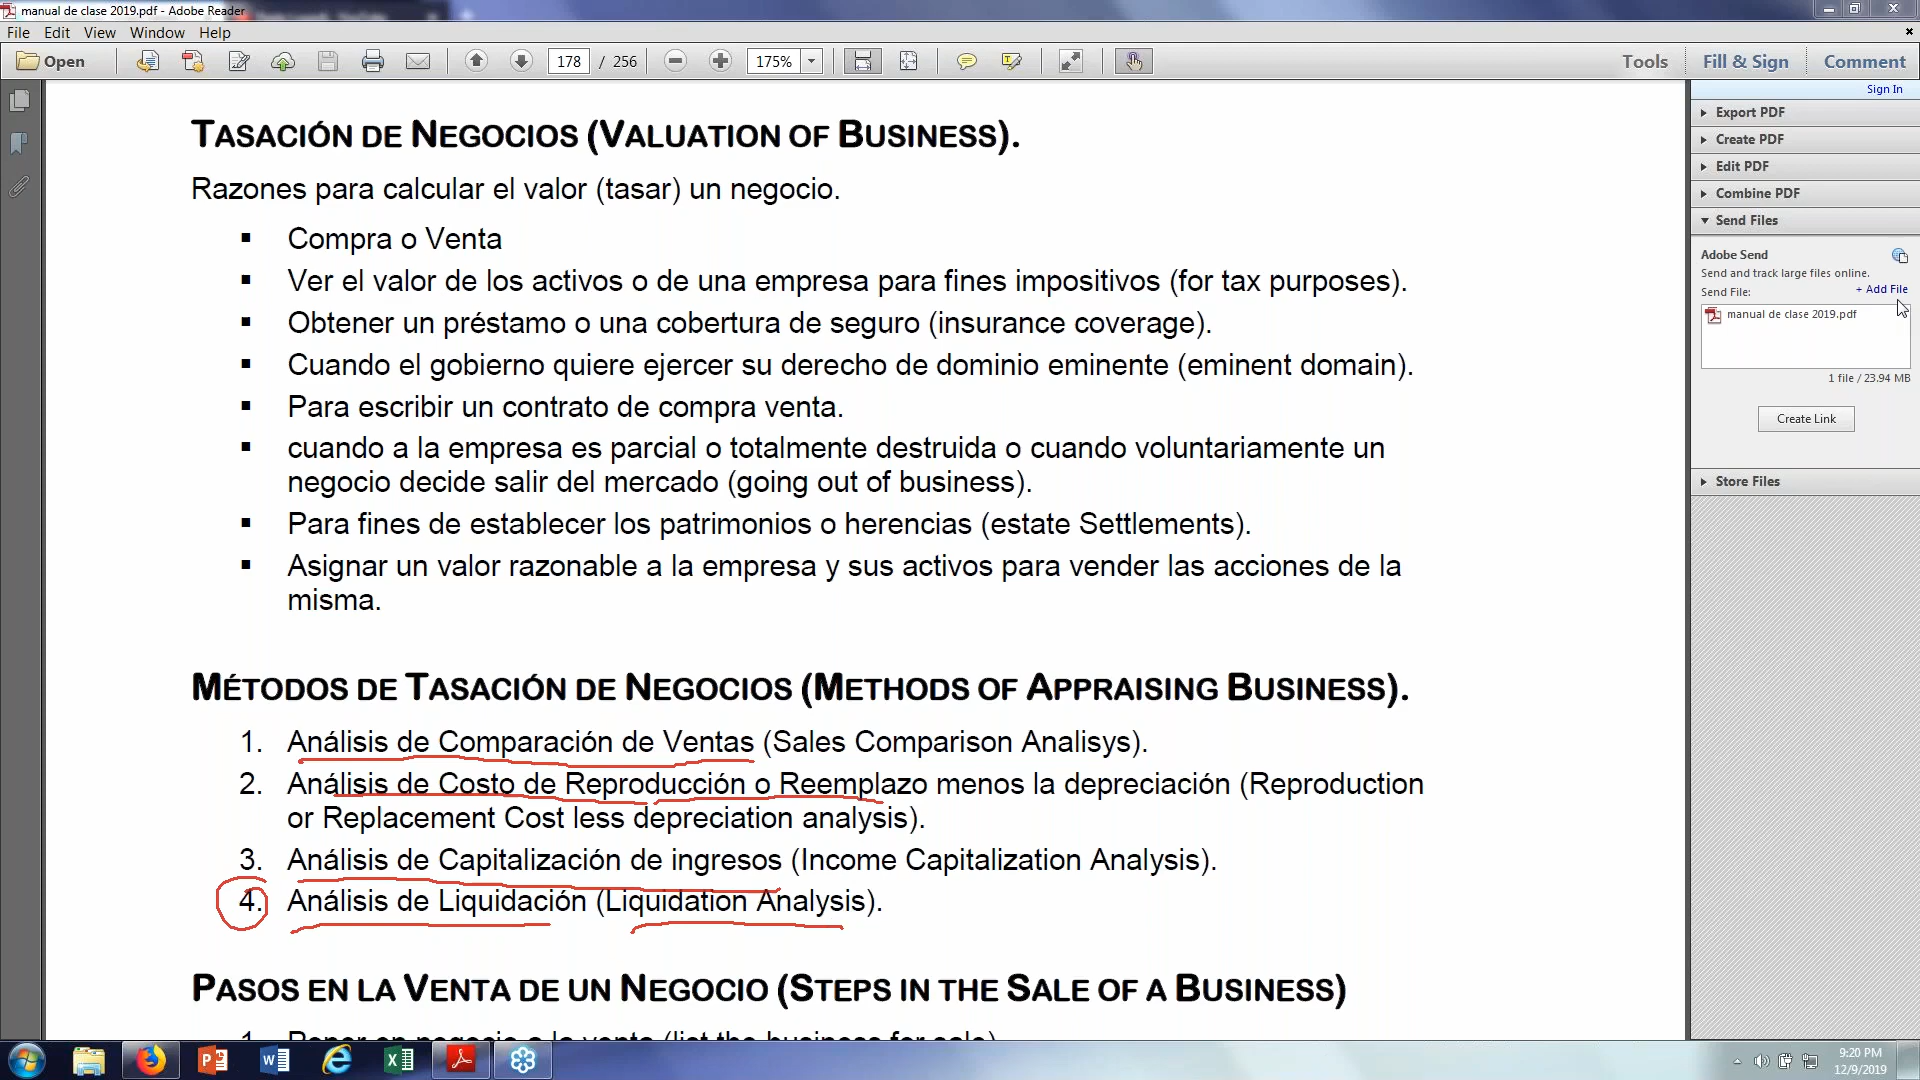 manual de clase 2019.pdf - Adobe Reader
File Edit View Window Help
Open 178 / 256 175% Tools Fill & Sign Comment
Sign In
Export PDF
Create PDF
Edit PDF
Combine PDF
Send Files
Adobe Send
Send and track large files online.
Send File: + Add File
manual de clase 2019.pdf
1 file / 23.94 MB
Create Link
Store Files
TASACIÓN DE NEGOCIOS (VALUATION OF BUSINESS).
Razones para calcular el valor (tasar) un negocio.
▪ Compra o Venta
▪ Ver el valor de los activos o de una empresa para fines impositivos (for tax purposes).
▪ Obtener un préstamo o una cobertura de seguro (insurance coverage).
▪ Cuando el gobierno quiere ejercer su derecho de dominio eminente (eminent domain).
▪ Para escribir un contrato de compra venta.
▪ cuando a la empresa es parcial o totalmente destruida o cuando voluntariamente un
negocio decide salir del mercado (going out of business).
▪ Para fines de establecer los patrimonios o herencias (estate Settlements).
▪ Asignar un valor razonable a la empresa y sus activos para vender las acciones de la
misma.
MÉTODOS DE TASACIÓN DE NEGOCIOS (METHODS OF APPRAISING BUSINESS).
1. Análisis de Comparación de Ventas (Sales Comparison Analisys).
2. Análisis de Costo de Reproducción o Reemplazo menos la depreciación (Reproduction
or Replacement Cost less depreciation analysis).
3. Análisis de Capitalización de ingresos (Income Capitalization Analysis).
4. Análisis de Liquidación (Liquidation Analysis).
PASOS EN LA VENTA DE UN NEGOCIO (STEPS IN THE SALE OF A BUSINESS)
1. Poner en negocio a la venta (list the business for sale)
9:20 PM
12/9/2019